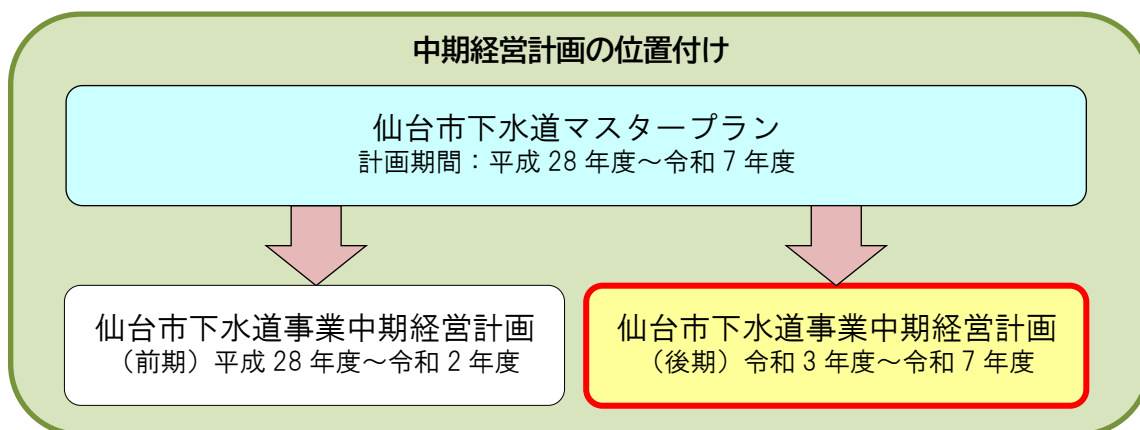 中期経営計画の位置付け
仙台市下水道マスタープラン
計画期間：平成 28 年度～令和 7 年度
仙台市下水道事業中期経営計画
（前期）平成 28 年度～令和 2 年度
仙台市下水道事業中期経営計画
（後期）令和 3 年度～令和 7 年度